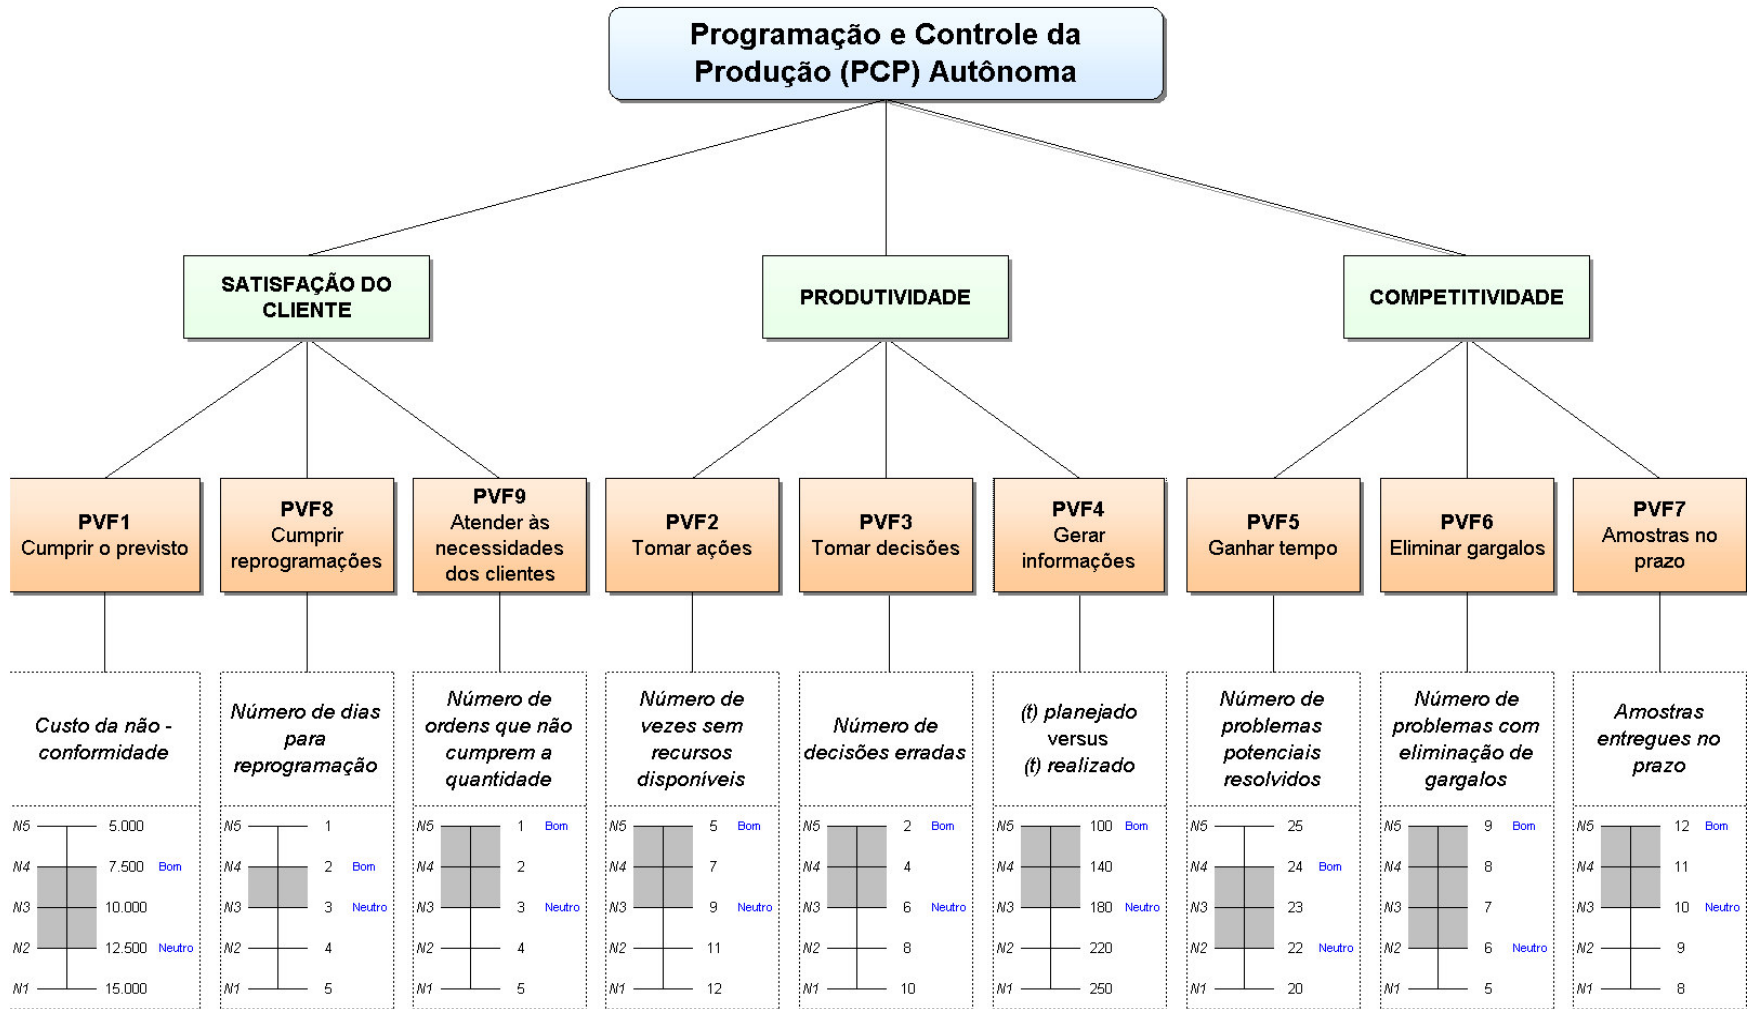 Programação e Controle da
Produção (PCP) Autônoma
SATISFAÇÃO DO
CLIENTE
PRODUTIVIDADE
COMPETITIVIDADE
PVF1
Cumprir o previsto
PVF8
Cumprir
reprogramações
PVF9
Atender às
necessidades
dos clientes
PVF2
Tomar ações
PVF3
Tomar decisões
PVF4
Gerar
informações
PVF5
Ganhar tempo
PVF6
Eliminar gargalos
PVF7
Amostras no
prazo
Custo da não -
conformidade
N5 5.000
N4 7.500 Bom
N3 10.000
N2 12.500 Neutro
N1 15.000
Número de dias
para
reprogramação
N5 1
N4 2 Bom
N3 3 Neutro
N2 4
N1 5
Número de
ordens que não
cumprem a
quantidade
N5 1 Bom
N4 2
N3 3 Neutro
N2 4
N1 5
Número de
vezes sem
recursos
disponíveis
N5 5 Bom
N4 7
N3 9 Neutro
N2 11
N1 12
Número de
decisões erradas
N5 2 Bom
N4 4
N3 6 Neutro
N2 8
N1 10
(t) planejado
versus
(t) realizado
N5 100 Bom
N4 140
N3 180 Neutro
N2 220
N1 250
Número de
problemas
potenciais
resolvidos
N5 25
N4 24 Bom
N3 23
N2 22 Neutro
N1 20
Número de
problemas com
eliminação de
gargalos
N5 9 Bom
N4 8
N3 7
N2 6 Neutro
N1 5
Amostras
entregues no
prazo
N5 12 Bom
N4 11
N3 10 Neutro
N2 9
N1 8